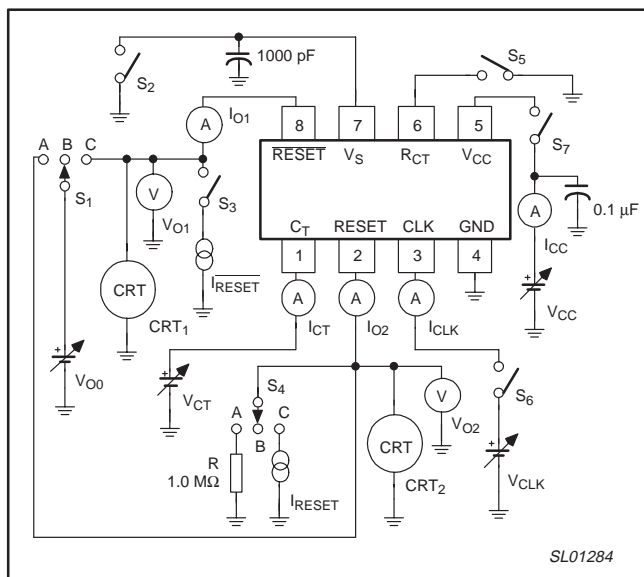 1000 pF
S5
S2
IO1
A
8
7
6
5
S7
RESET
VS
RCT
VCC
A
B
C
S1
V
VO1
S3
A
0.1 µF
ICC
CT
RESET
CLK
GND
1
2
3
4
CRT
CRT1
IRESET
A
A
A
ICT
IO2
ICLK
VCC
VO0
VCT
S4
A
B
C
V
VO2
S6
R
1.0 MΩ
IRESET
CRT
CRT2
VCLK
SL01284